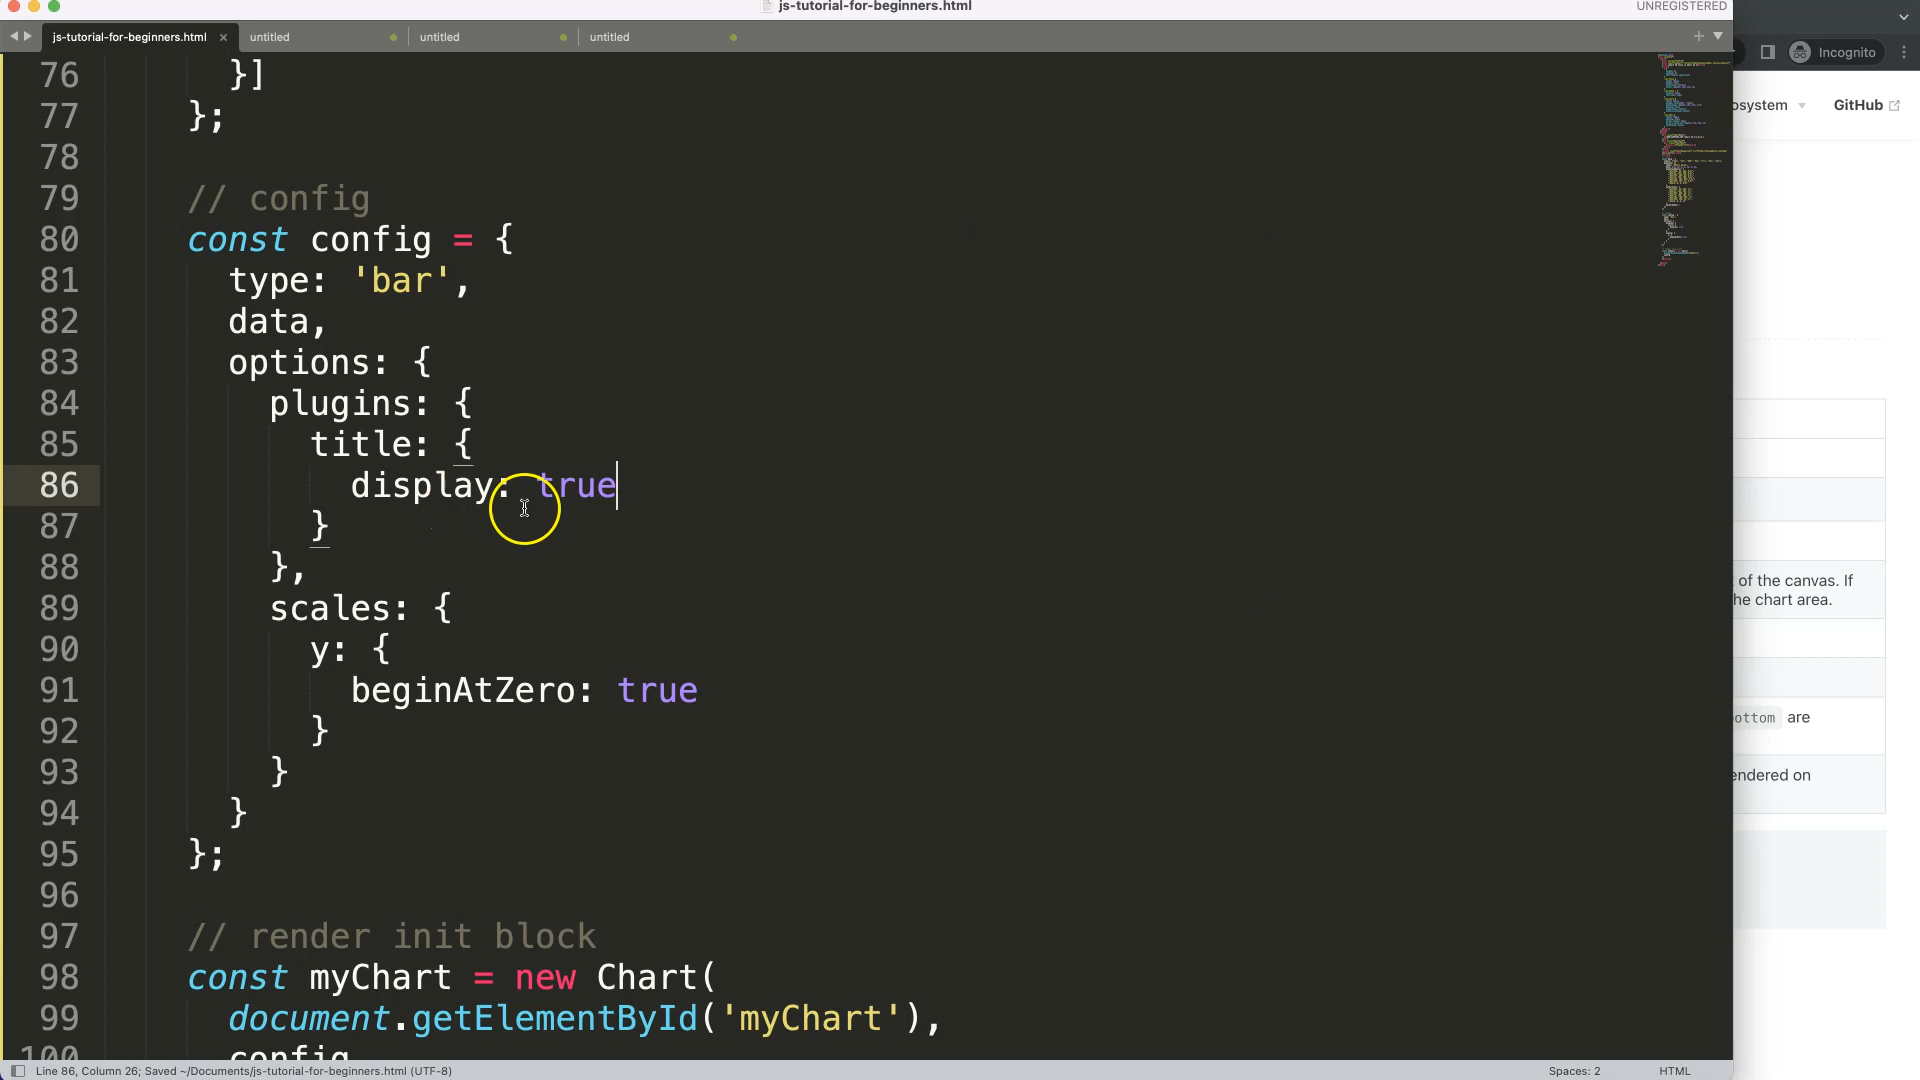 js-tutorial-for-beginners.html
UNREGISTERED
js-tutorial-for-beginners.html × untitled untitled untitled
Incognito
76 }]
77 };
78
79 // config
80 const config = {
81 type: 'bar',
82 data,
83 options: {
84 plugins: {
85 title: {
86 display: true
87 }
88 },
89 scales: {
90 y: {
91 beginAtZero: true
92 }
93 }
94 }
95 };
96
97 // render init block
98 const myChart = new Chart(
99 document.getElementById('myChart'),
100 config
GitHub
of the canvas. If
he chart area.
are
Line 86, Column 26; Saved ~/Documents/js-tutorial-for-beginners.html (UTF-8)
Spaces: 2
HTML